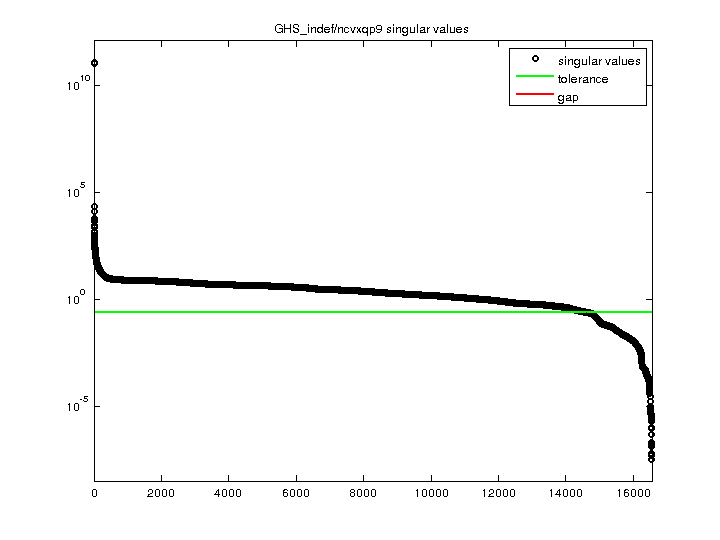 GHS_indef/ncvxqp9 singular values
singular values
tolerance
gap
10^10
10^5
10^0
10^-5
0 2000 4000 6000 8000 10000 12000 14000 16000